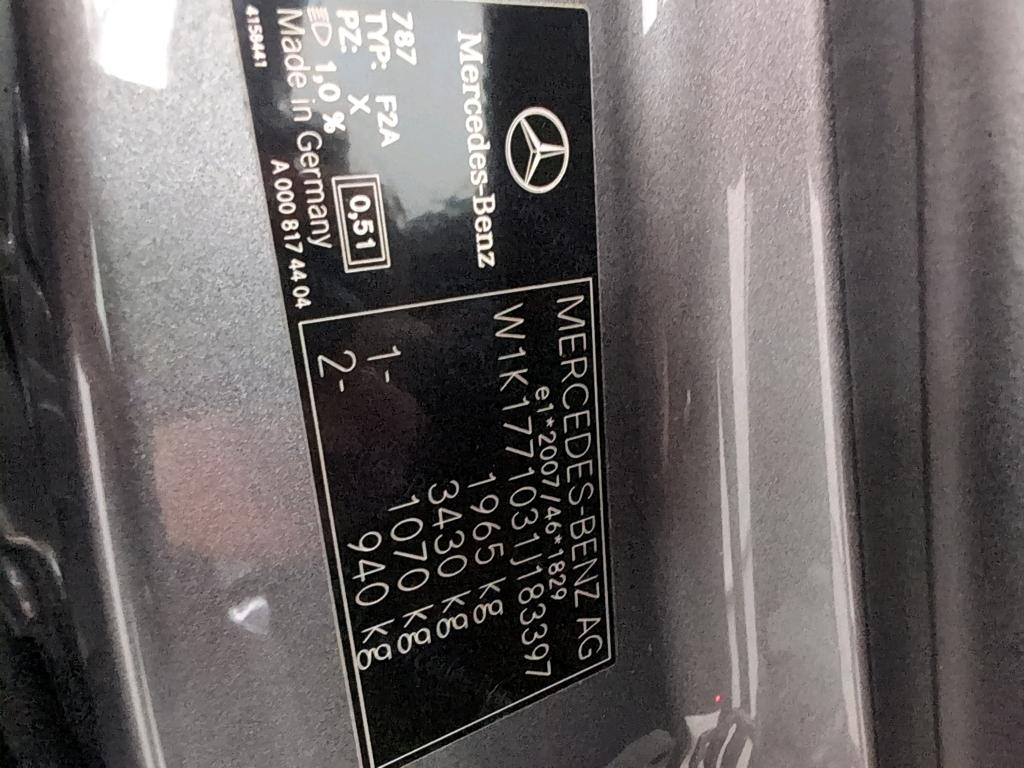 Mercedes-Benz
787
TYP: F2A
PZ: X
0,51
1,0 %
Made in Germany
4158441
A 000 817 44 04
MERCEDES-BENZ AG
e1*2007/46*1829
W1K1771031J183397
1965 kg
3430 kg
1- 1070 kg
2- 940 kg